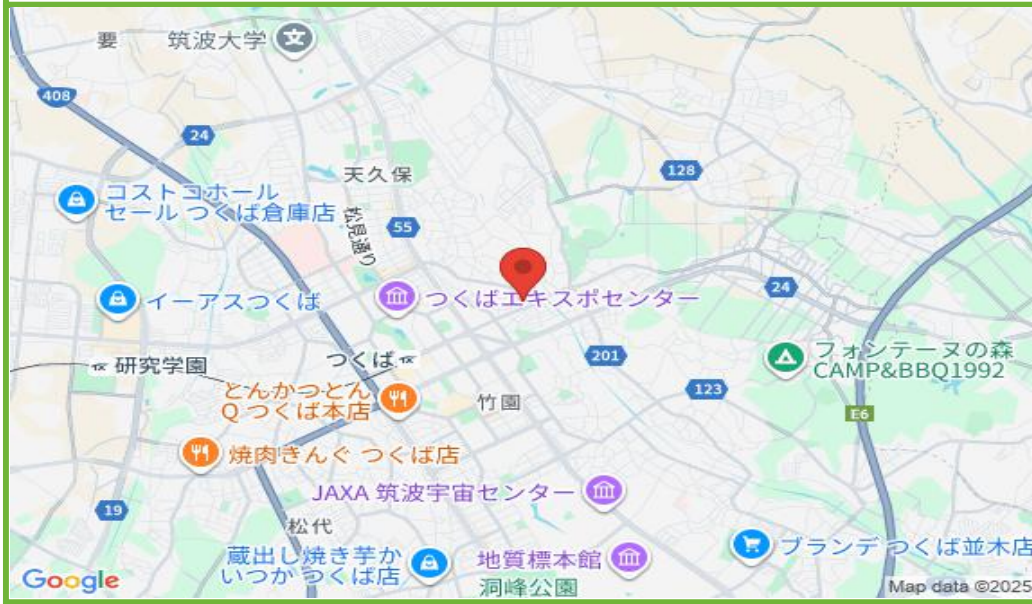 要
筑波大学
408
24
128
天久保
コストコホール
セール つくば倉庫店
松見通り
55
イーアスつくば
つくばエキスポセンター
24
研究学園
つくば
201
フォンテーヌの森
CAMP&BBQ1992
とんかつとん
Q つくば本店
竹園
123
E6
焼肉きんぐ つくば店
JAXA 筑波宇宙センター
19
松代
蔵出し焼き芋か
いつか つくば店
地質標本館
洞峰公園
ブランデ つくば並木店
Google
Map data ©2025